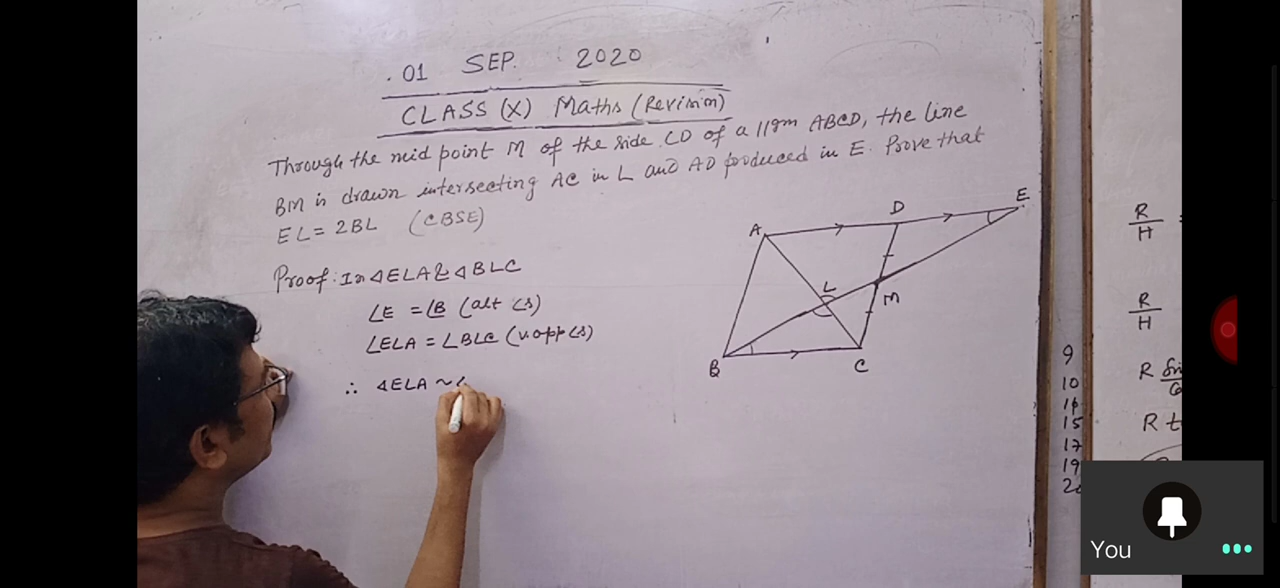 . 01 SEP. 2020
CLASS (X) Maths (Revision)
Through the mid point M of the side CD of a ||gm ABCD, the line
BM is drawn intersecting AC in L and AD produced in E. Prove that
EL = 2BL (CBSE)
Proof: In △ELA & △BLC
∠E = ∠B (alt ∠s)
∠ELA = ∠BLC (v. opp ∠s)
∴ △ELA ~
A
D
E
L
M
B
C
R/H
R/H
9
10
15
17
19
R
R
You